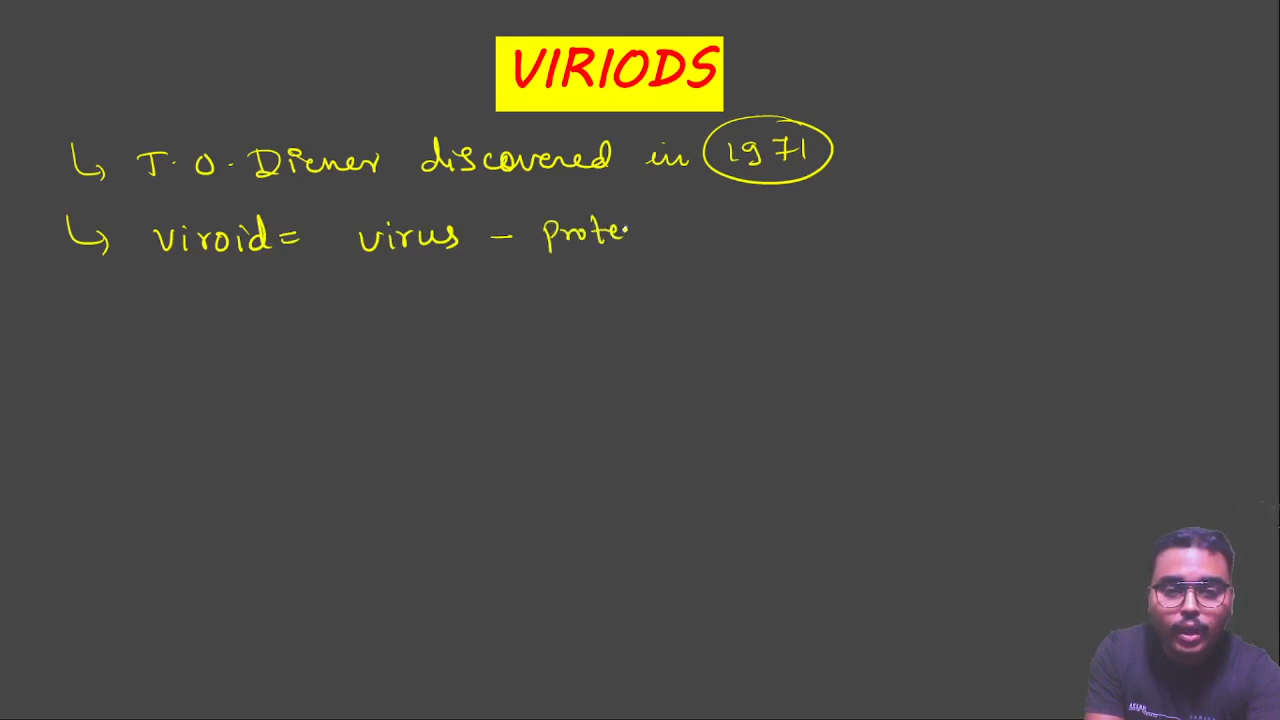 VIRIODS
↳ T. O. Diener discovered in 1971
↳ viroid = virus - prote